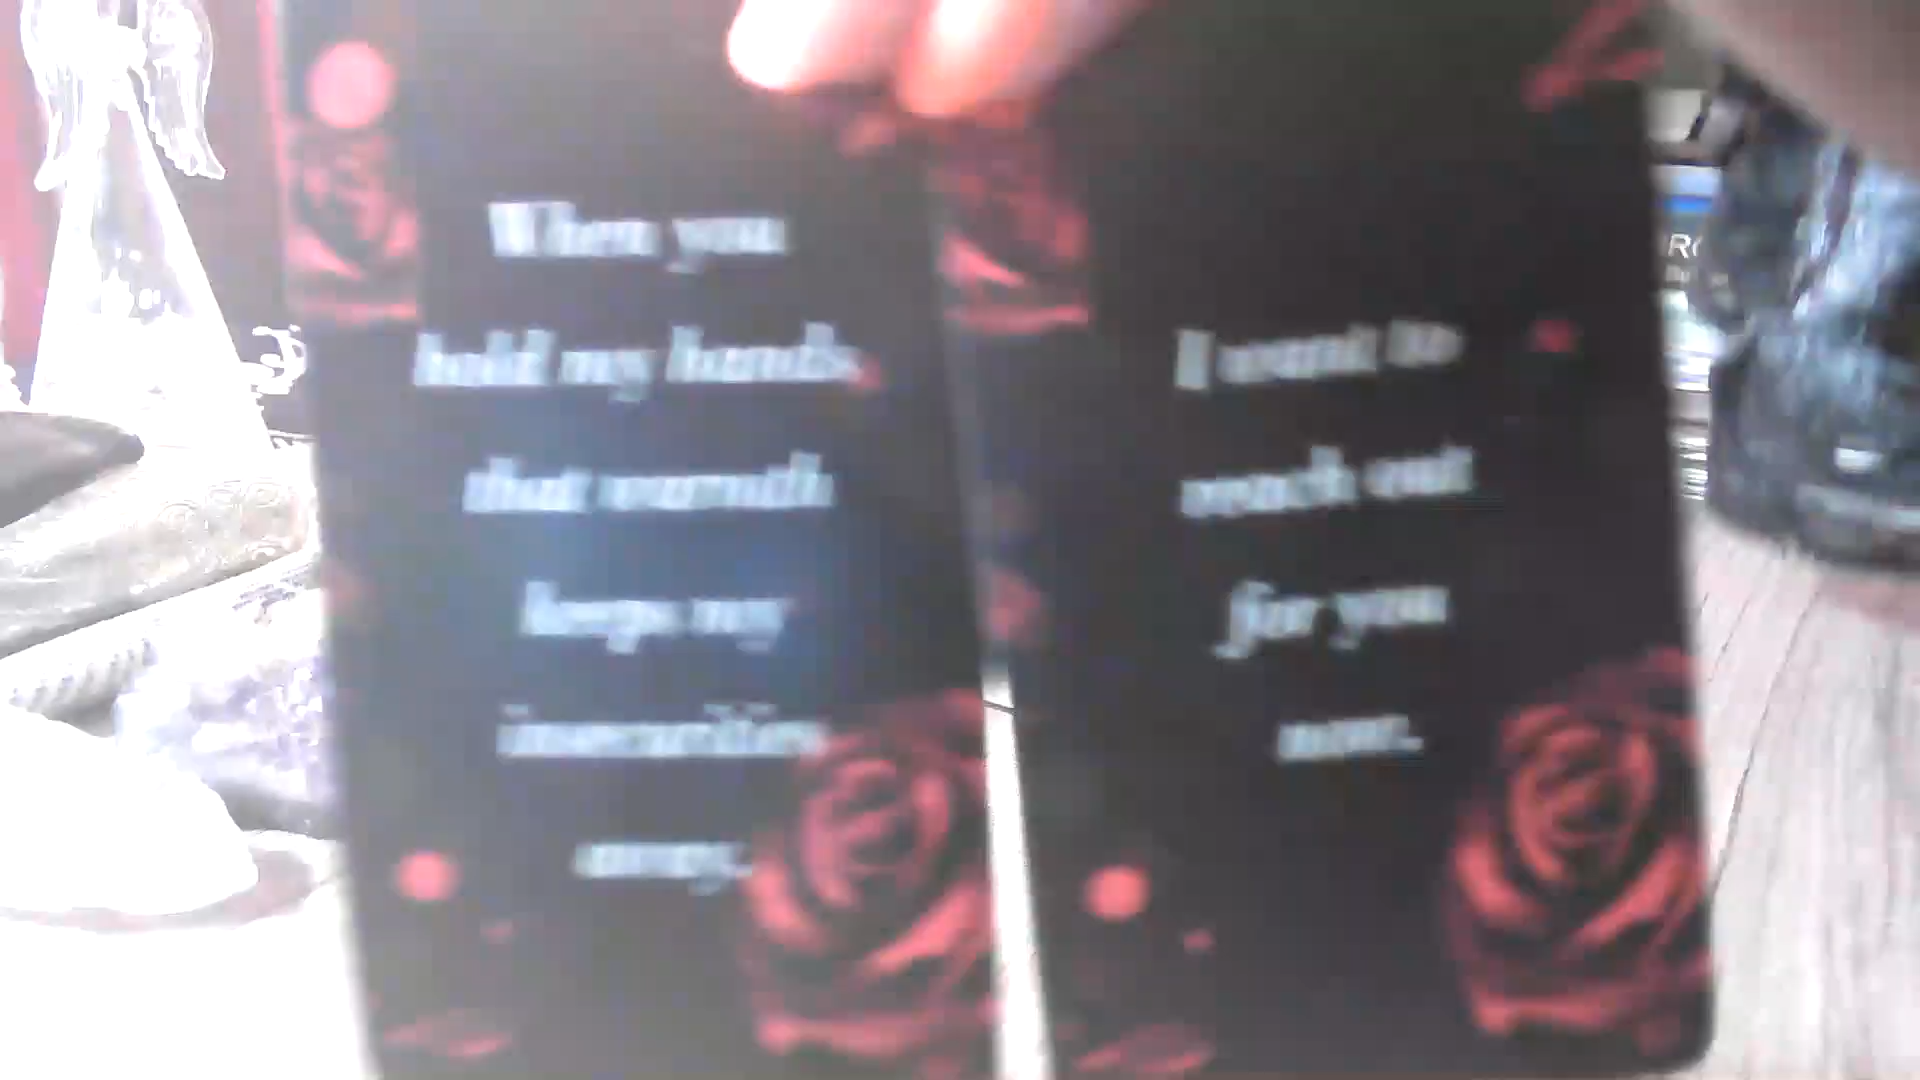 When you
hold my hands,
that warmth
keeps my
insecurities
away.
I want to
reach out
for you
now.